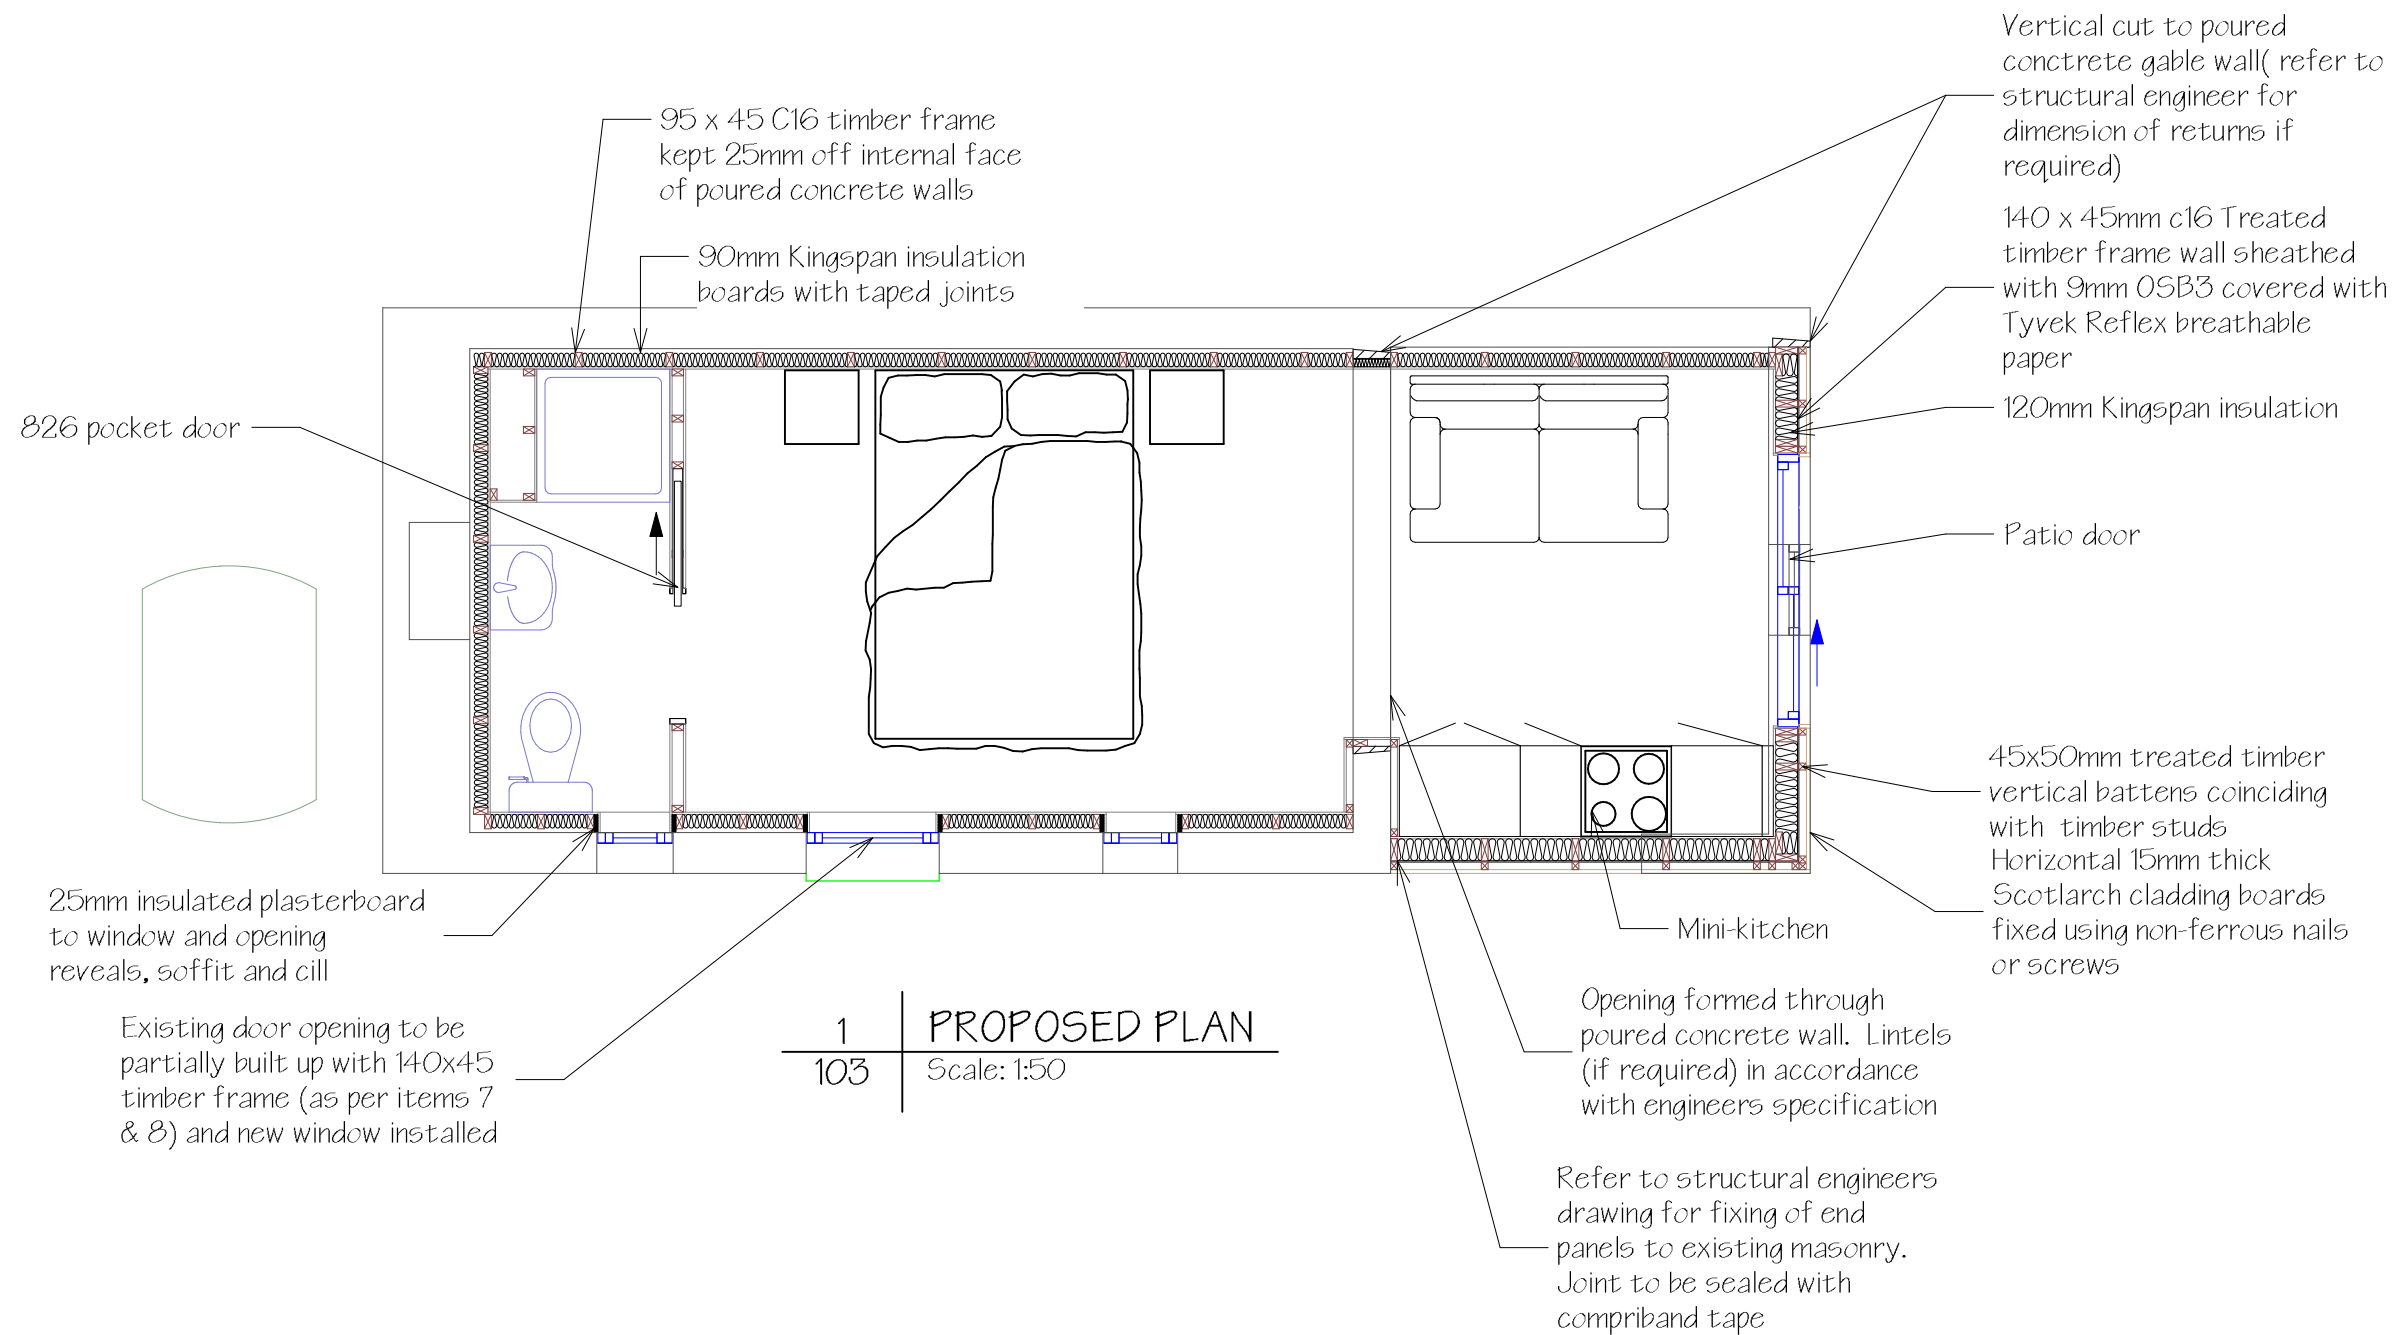 Vertical cut to poured
conctrete gable wall( refer to
structural engineer for
dimension of returns if
required)
95 x 45 C16 timber frame
kept 25mm off internal face
of poured concrete walls
140 x 45mm c16 Treated
timber frame wall sheathed
with 9mm OSB3 covered with
Tyvek Reflex breathable
paper
90mm Kingspan insulation
boards with taped joints
826 pocket door
120mm Kingspan insulation
Patio door
45x50mm treated timber
vertical battens coinciding
with timber studs
Horizontal 15mm thick
Scotlarch cladding boards
fixed using non-ferrous nails
or screws
25mm insulated plasterboard
to window and opening
reveals, soffit and cill
Mini-kitchen
Existing door opening to be
partially built up with 140x45
timber frame (as per items 7
& 8) and new window installed
1
PROPOSED PLAN
103
Scale: 1:50
Opening formed through
poured concrete wall. Lintels
(if required) in accordance
with engineers specification
Refer to structural engineers
drawing for fixing of end
panels to existing masonry.
Joint to be sealed with
compriband tape